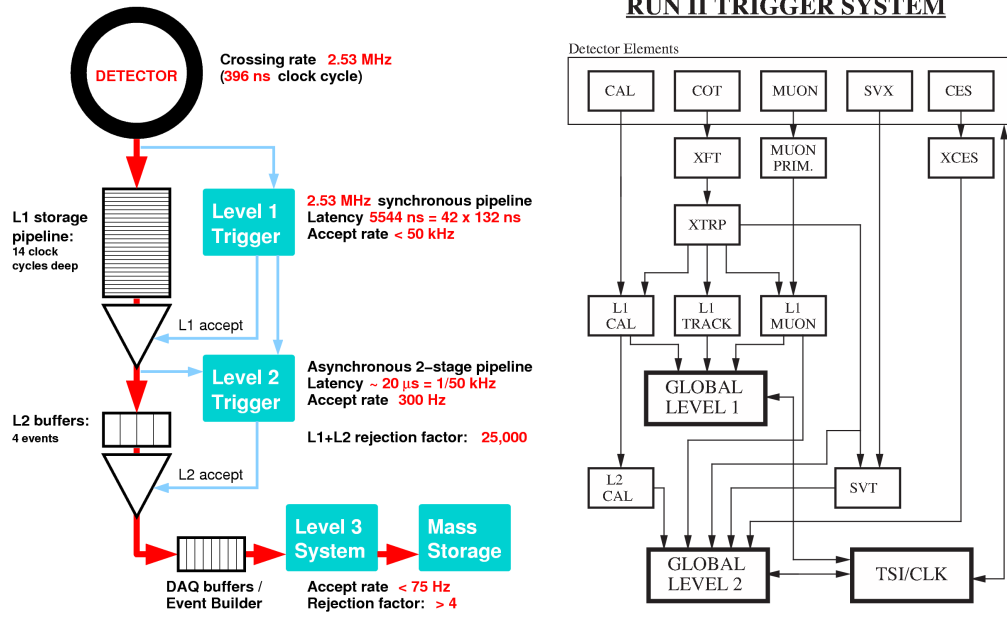 Crossing rate 2.53 MHz
(396 ns clock cycle)
DETECTOR
L1 storage
pipeline:
14 clock
cycles deep
Level 1
Trigger
2.53 MHz synchronous pipeline
Latency 5544 ns = 42 x 132 ns
Accept rate < 50 kHz
L1 accept
Level 2
Trigger
Asynchronous 2−stage pipeline
Latency ~ 20 µs = 1/50 kHz
Accept rate 300 Hz
L1+L2 rejection factor: 25,000
L2 buffers:
4 events
L2 accept
Level 3
System
Mass
Storage
DAQ buffers /
Event Builder
Accept rate < 75 Hz
Rejection factor: > 4
RUN II TRIGGER SYSTEM
Detector Elements
CAL
COT
MUON
SVX
CES
XFT
MUON
PRIM.
XCES
XTRP
L1
CAL
L1
TRACK
L1
MUON
GLOBAL
LEVEL 1
L2
CAL
SVT
GLOBAL
LEVEL 2
TSI/CLK